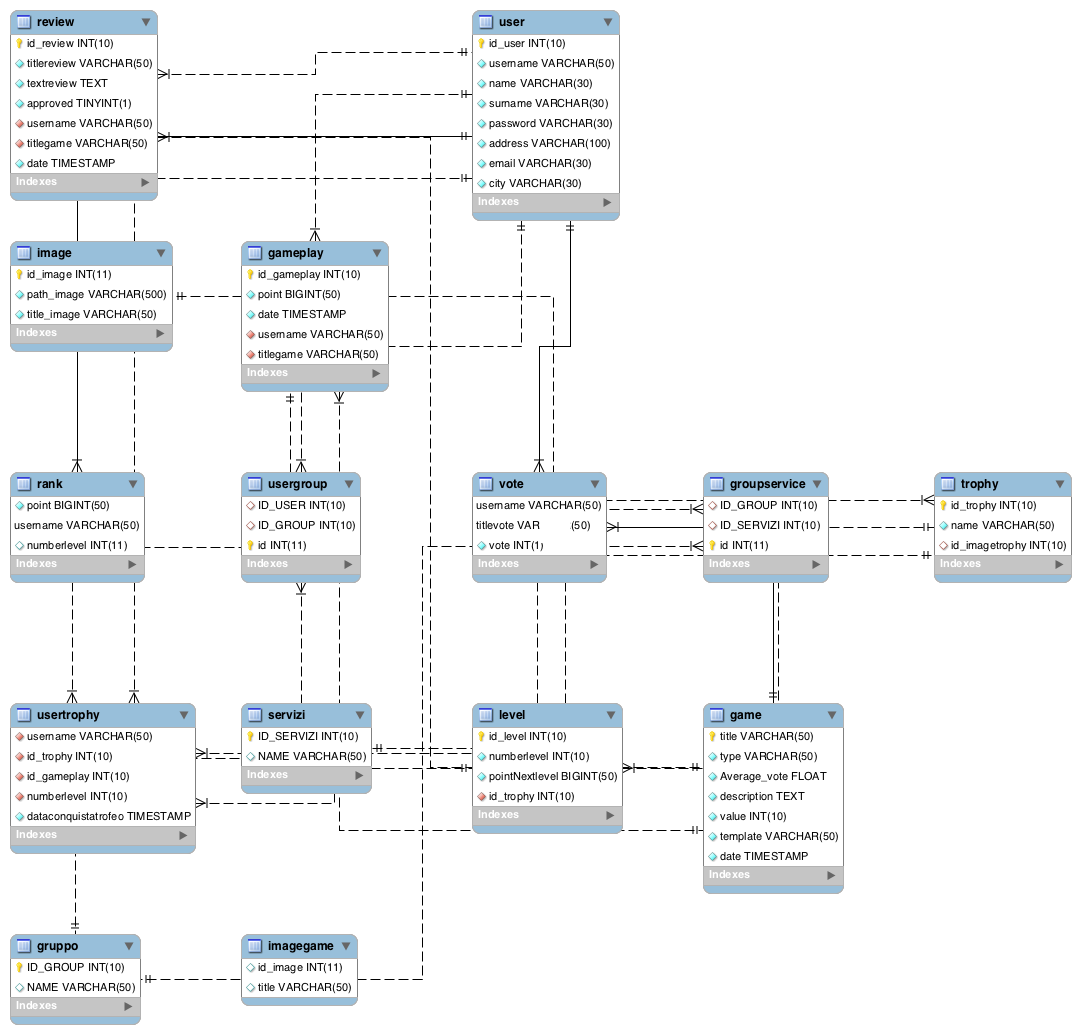 review
id_review INT(10)
titlereview VARCHAR(50)
textreview TEXT
approved TINYINT(1)
username VARCHAR(50)
titlegame VARCHAR(50)
date TIMESTAMP
Indexes
user
id_user INT(10)
username VARCHAR(50)
name VARCHAR(30)
surname VARCHAR(30)
password VARCHAR(30)
address VARCHAR(100)
email VARCHAR(30)
city VARCHAR(30)
Indexes
image
id_image INT(11)
path_image VARCHAR(500)
title_image VARCHAR(50)
Indexes
gameplay
id_gameplay INT(10)
point BIGINT(50)
date TIMESTAMP
username VARCHAR(50)
titlegame VARCHAR(50)
Indexes
rank
point BIGINT(50)
username VARCHAR(50)
numberlevel INT(11)
Indexes
usergroup
ID_USER INT(10)
ID_GROUP INT(10)
id INT(11)
Indexes
vote
username VARCHAR(50)
titlevote VAR (50)
vote INT(1)
Indexes
groupservice
ID_GROUP INT(10)
ID_SERVIZI INT(10)
id INT(11)
Indexes
trophy
id_trophy INT(10)
name VARCHAR(50)
id_imagetrophy INT(10)
Indexes
usertrophy
username VARCHAR(50)
id_trophy INT(10)
id_gameplay INT(10)
numberlevel INT(10)
dataconquistatrofeo TIMESTAMP
Indexes
servizi
ID_SERVIZI INT(10)
NAME VARCHAR(50)
Indexes
level
id_level INT(10)
numberlevel INT(10)
pointNextlevel BIGINT(50)
id_trophy INT(10)
Indexes
game
title VARCHAR(50)
type VARCHAR(50)
Average_vote FLOAT
description TEXT
value INT(10)
template VARCHAR(50)
date TIMESTAMP
Indexes
gruppo
ID_GROUP INT(10)
NAME VARCHAR(50)
Indexes
imagegame
id_image INT(11)
title VARCHAR(50)
Indexes